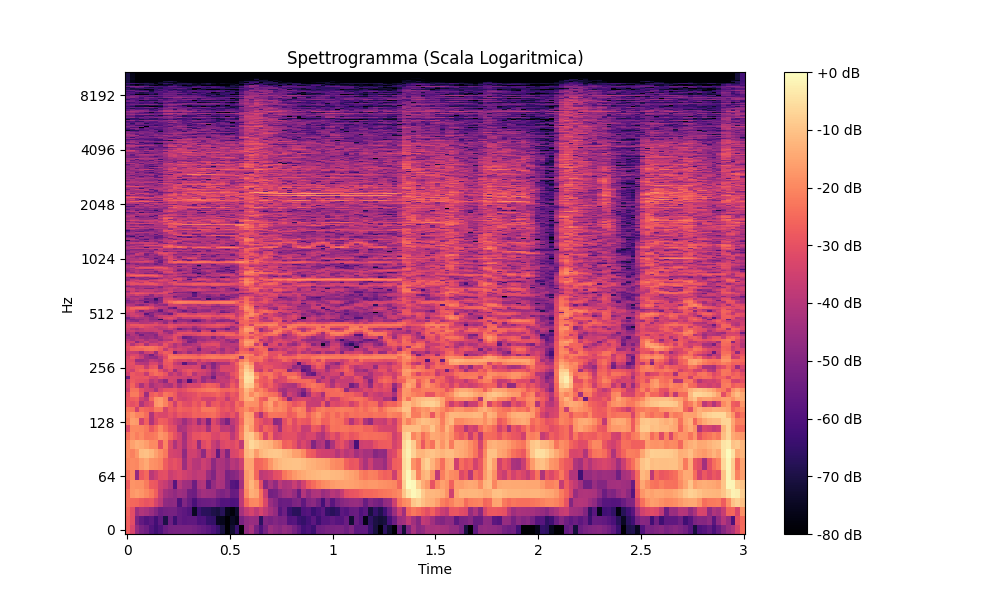 Spettrogramma (Scala Logaritmica)
Hz
8192
4096
2048
1024
512
256
128
64
0
0
0.5
1
1.5
2
2.5
3
Time
+0 dB
-10 dB
-20 dB
-30 dB
-40 dB
-50 dB
-60 dB
-70 dB
-80 dB